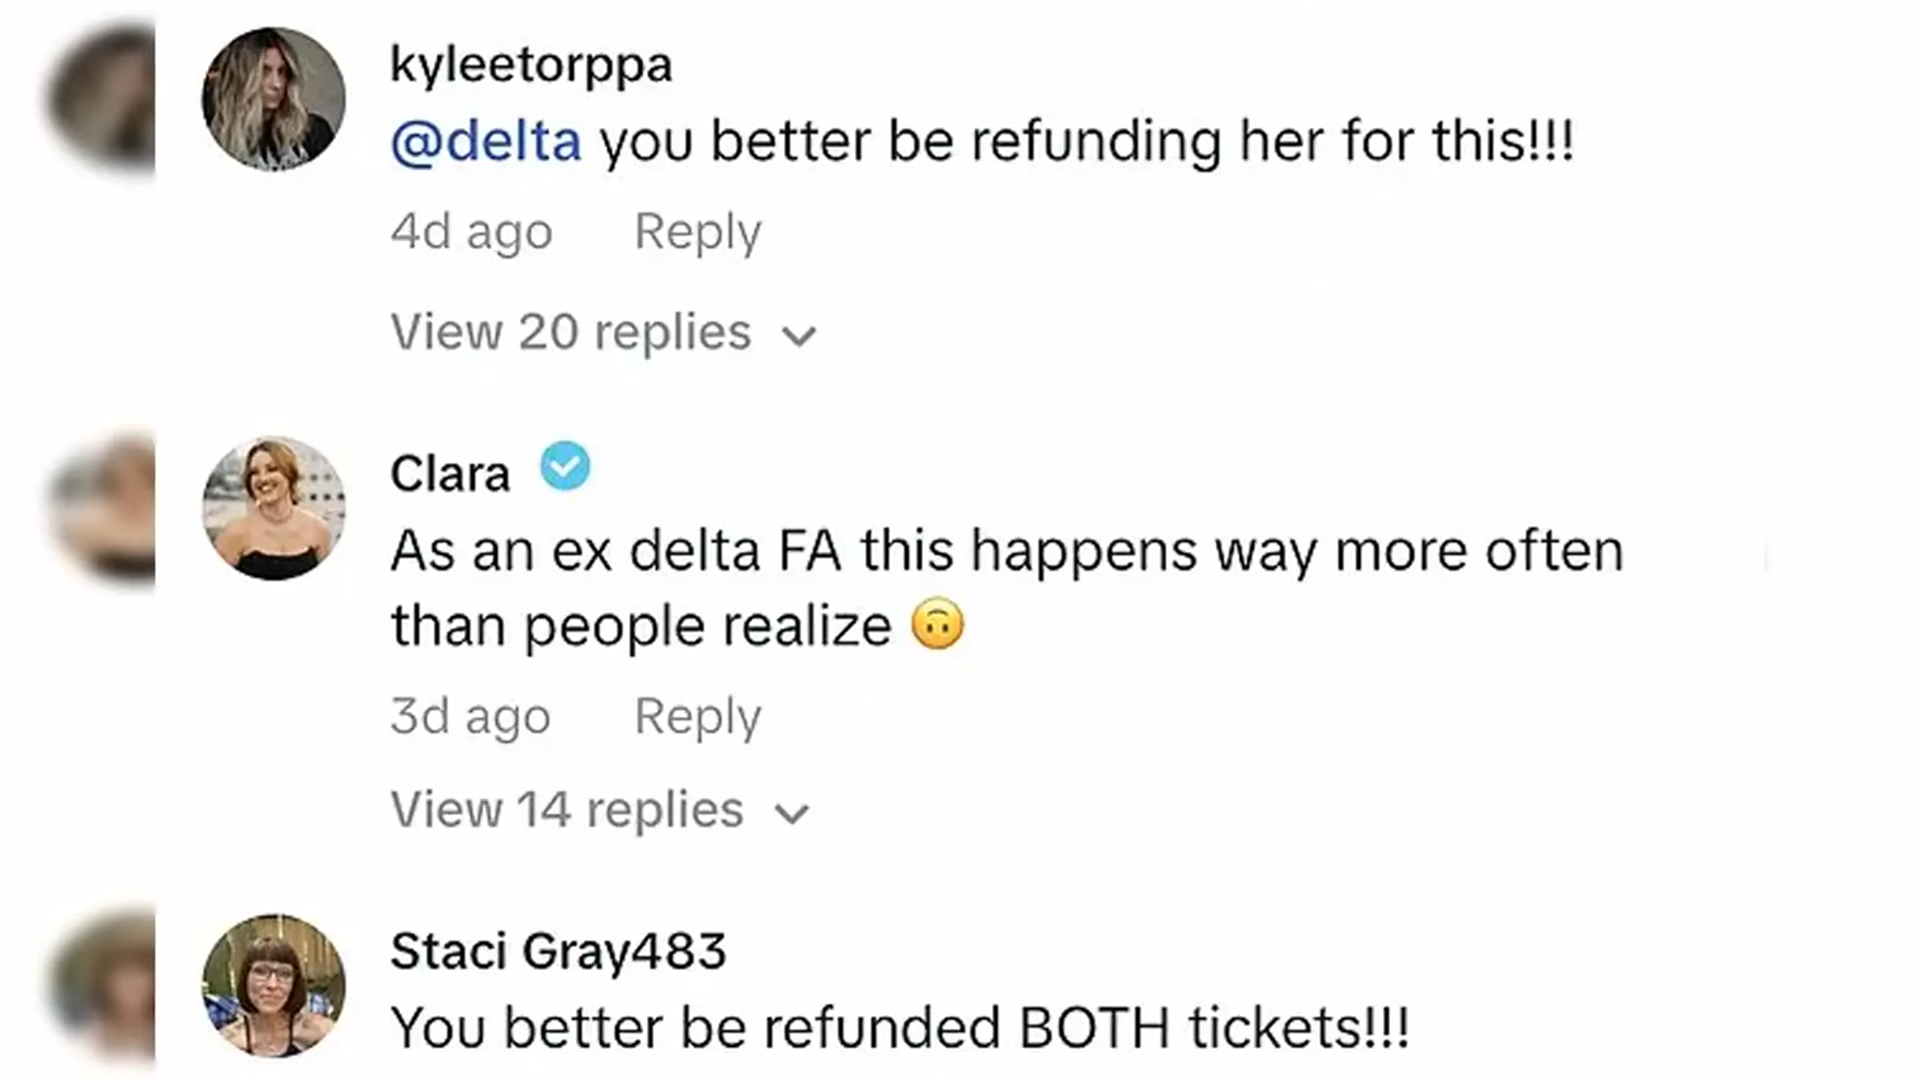 kyleetorppa
@delta you better be refunding her for this!!!
4d ago Reply
View 20 replies
Clara
As an ex delta FA this happens way more often
than people realize 🙃
3d ago Reply
View 14 replies
Staci Gray483
You better be refunded BOTH tickets!!!